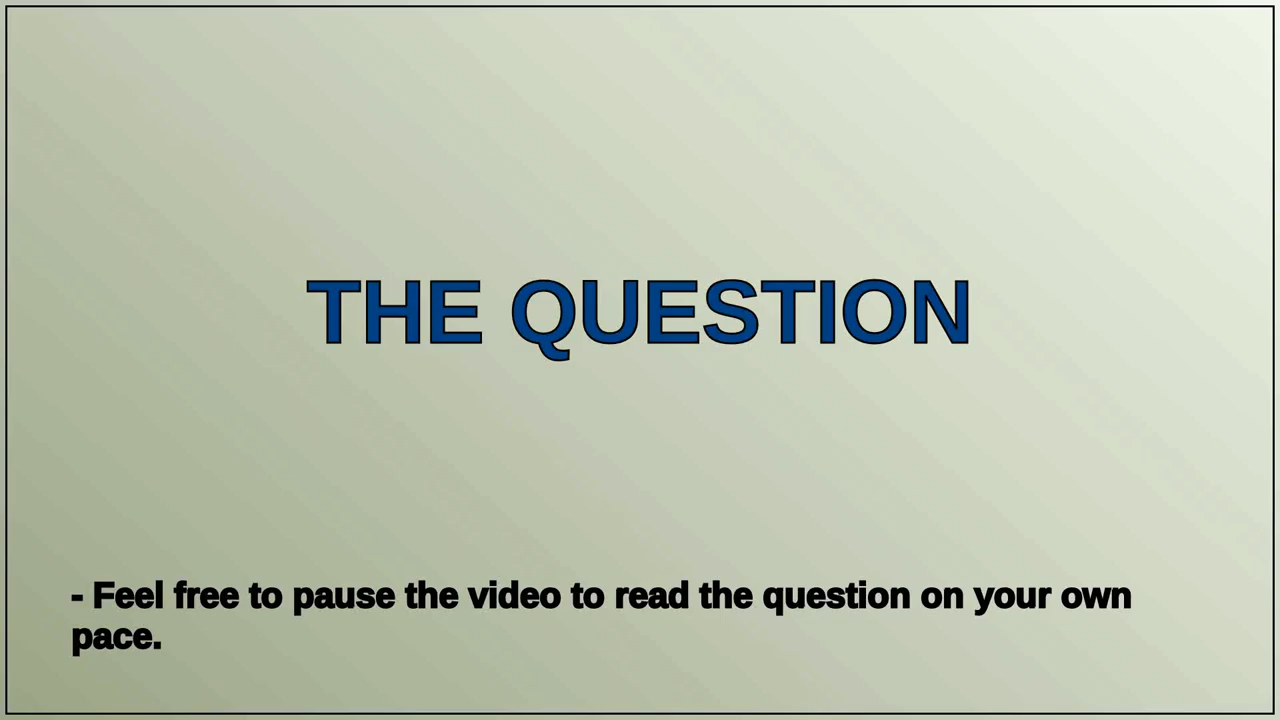 THE QUESTION
- Feel free to pause the video to read the question on your own
pace.